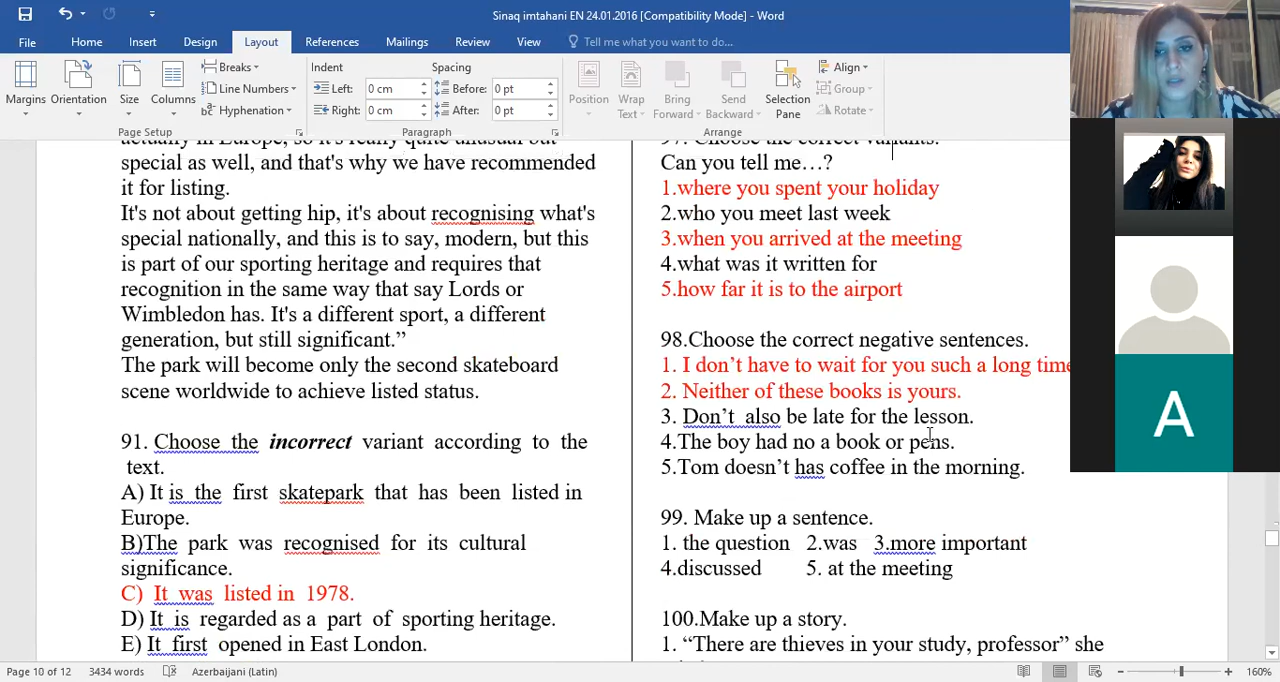 Sinaq imtahani EN 24.01.2016 [Compatibility Mode] - Word
File Home Insert Design Layout References Mailings Review View Tell me what you want to do...
Margins Orientation Size Columns
Breaks
Line Numbers
Hyphenation
Page Setup
Indent Spacing
Left: 0 cm Before: 0 pt
Right: 0 cm After: 0 pt
Paragraph
Position Wrap Text Bring Forward Send Backward Selection Pane
Align
Group
Rotate
Arrange
actually in Europe, so it's really quite unusual but
special as well, and that's why we have recommended
it for listing.
It's not about getting hip, it's about recognising what's
special nationally, and this is to say, modern, but this
is part of our sporting heritage and requires that
recognition in the same way that say Lords or
Wimbledon has. It's a different sport, a different
generation, but still significant.”
The park will become only the second skateboard
scene worldwide to achieve listed status.
91. Choose the incorrect variant according to the
text.
A) It is the first skatepark that has been listed in
Europe.
B)The park was recognised for its cultural
significance.
C) It was listed in 1978.
D) It is regarded as a part of sporting heritage.
E) It first opened in East London.
97. Choose the correct variants.
Can you tell me…?
1.where you spent your holiday
2.who you meet last week
3.when you arrived at the meeting
4.what was it written for
5.how far it is to the airport
98.Choose the correct negative sentences.
1. I don’t have to wait for you such a long time
2. Neither of these books is yours.
3. Don’t also be late for the lesson.
4.The boy had no a book or pens.
5.Tom doesn’t has coffee in the morning.
99. Make up a sentence.
1. the question 2.was 3.more important
4.discussed 5. at the meeting
100.Make up a story.
1. “There are thieves in your study, professor” she
A
Page 10 of 12 3434 words Azerbaijani (Latin) 160%